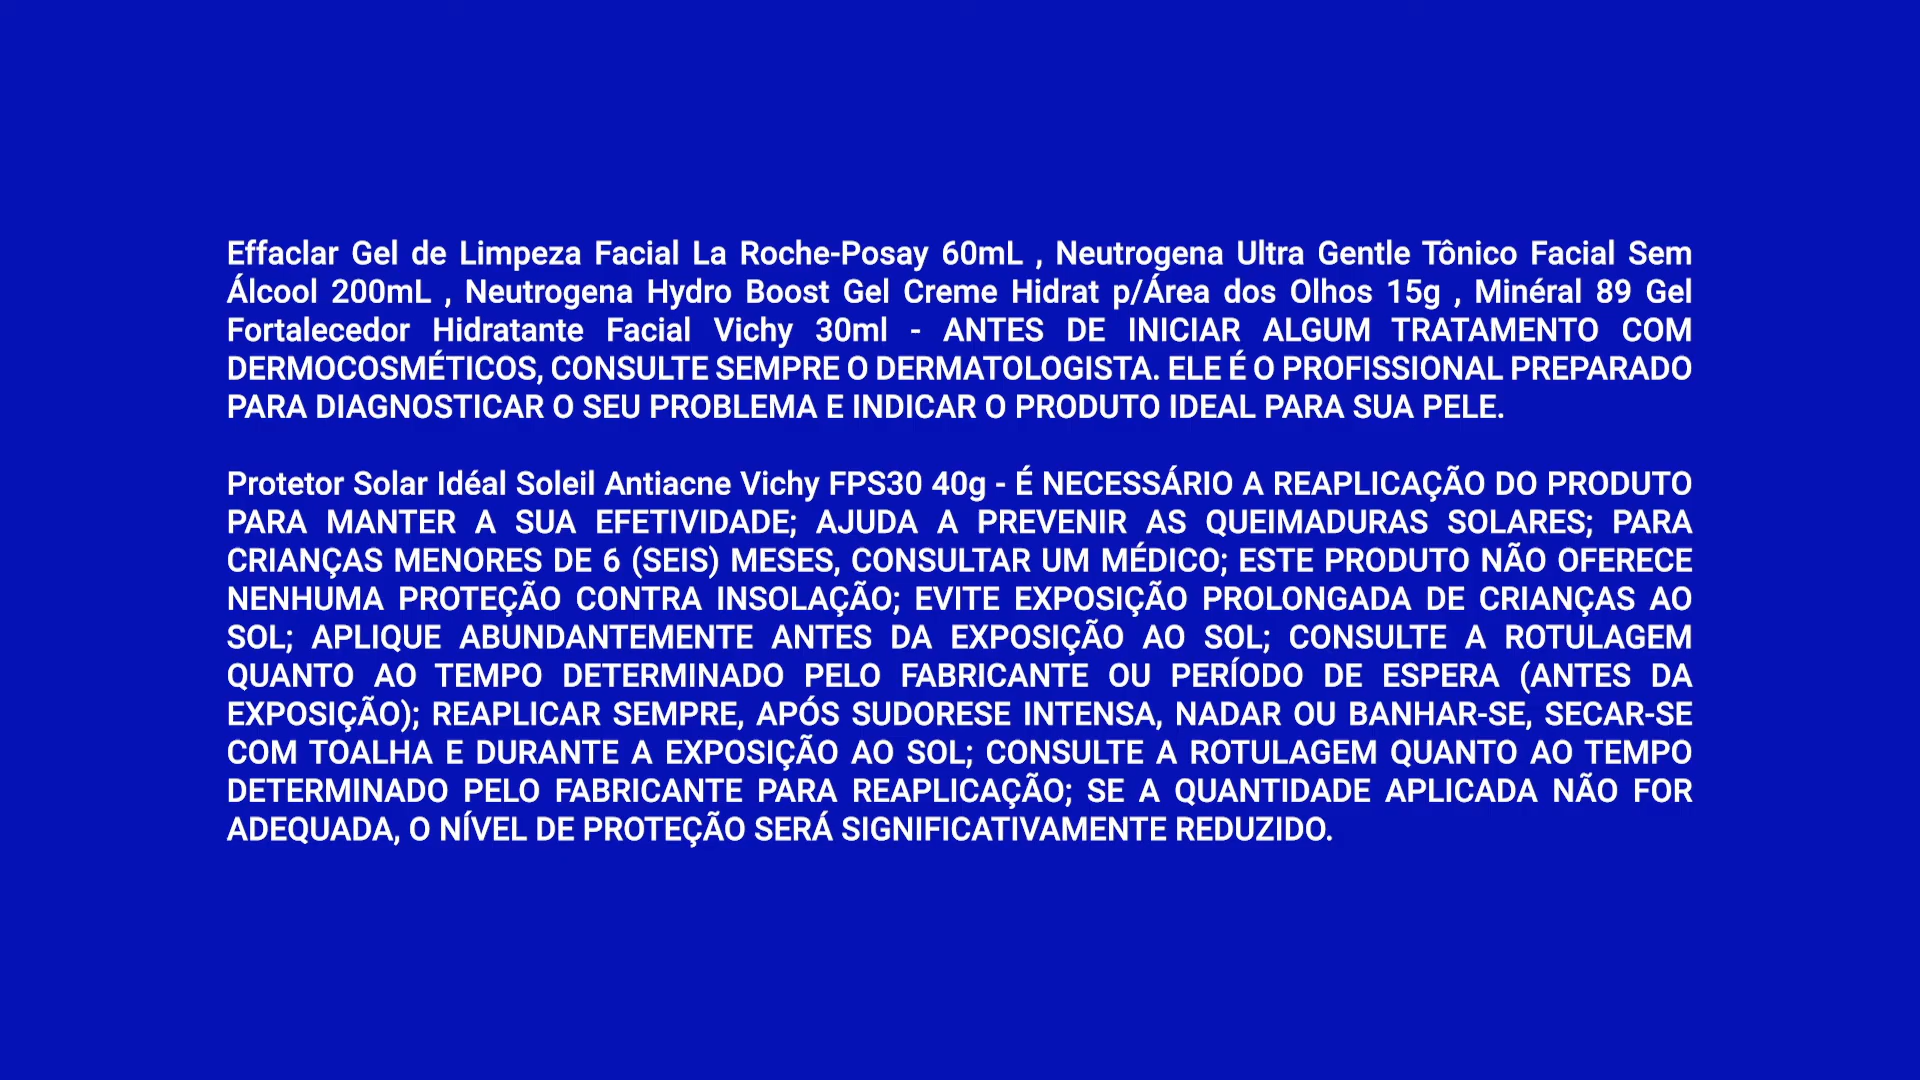 Effaclar Gel de Limpeza Facial La Roche-Posay 60mL , Neutrogena Ultra Gentle Tônico Facial Sem
Álcool 200mL , Neutrogena Hydro Boost Gel Creme Hidrat p/Área dos Olhos 15g , Minéral 89 Gel
Fortalecedor Hidratante Facial Vichy 30ml - ANTES DE INICIAR ALGUM TRATAMENTO COM
DERMOCOSMÉTICOS, CONSULTE SEMPRE O DERMATOLOGISTA. ELE É O PROFISSIONAL PREPARADO
PARA DIAGNOSTICAR O SEU PROBLEMA E INDICAR O PRODUTO IDEAL PARA SUA PELE.
Protetor Solar Idéal Soleil Antiacne Vichy FPS30 40g - É NECESSÁRIO A REAPLICAÇÃO DO PRODUTO
PARA MANTER A SUA EFETIVIDADE; AJUDA A PREVENIR AS QUEIMADURAS SOLARES; PARA
CRIANÇAS MENORES DE 6 (SEIS) MESES, CONSULTAR UM MÉDICO; ESTE PRODUTO NÃO OFERECE
NENHUMA PROTEÇÃO CONTRA INSOLAÇÃO; EVITE EXPOSIÇÃO PROLONGADA DE CRIANÇAS AO
SOL; APLIQUE ABUNDANTEMENTE ANTES DA EXPOSIÇÃO AO SOL; CONSULTE A ROTULAGEM
QUANTO AO TEMPO DETERMINADO PELO FABRICANTE OU PERÍODO DE ESPERA (ANTES DA
EXPOSIÇÃO); REAPLICAR SEMPRE, APÓS SUDORESE INTENSA, NADAR OU BANHAR-SE, SECAR-SE
COM TOALHA E DURANTE A EXPOSIÇÃO AO SOL; CONSULTE A ROTULAGEM QUANTO AO TEMPO
DETERMINADO PELO FABRICANTE PARA REAPLICAÇÃO; SE A QUANTIDADE APLICADA NÃO FOR
ADEQUADA, O NÍVEL DE PROTEÇÃO SERÁ SIGNIFICATIVAMENTE REDUZIDO.